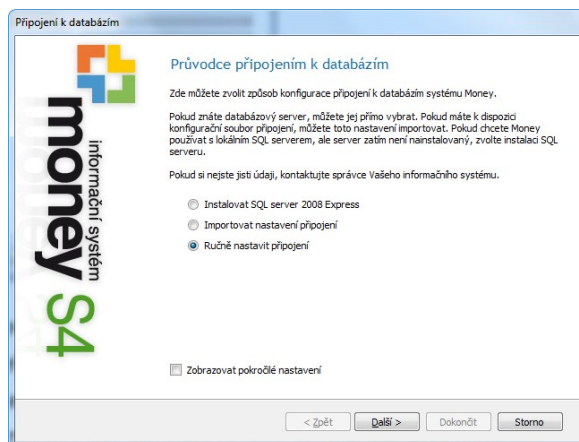 Připojení k databázím
money S4
informační systém
Průvodce připojením k databázím
Zde můžete zvolit způsob konfigurace připojení k databázím systému Money.
Pokud znáte databázový server, můžete jej přímo vybrat. Pokud máte k dispozici
konfigurační soubor připojení, můžete toto nastavení importovat. Pokud chcete Money
používat s lokálním SQL serverem, ale server zatím není nainstalovaný, zvolte instalaci SQL
serveru.
Pokud si nejste jisti údaji, kontaktujte správce Vašeho informačního systému.
Instalovat SQL server 2008 Express
Importovat nastavení připojení
Ručně nastavit připojení
Zobrazovat pokročilé nastavení
< Zpět
Další >
Dokončit
Storno